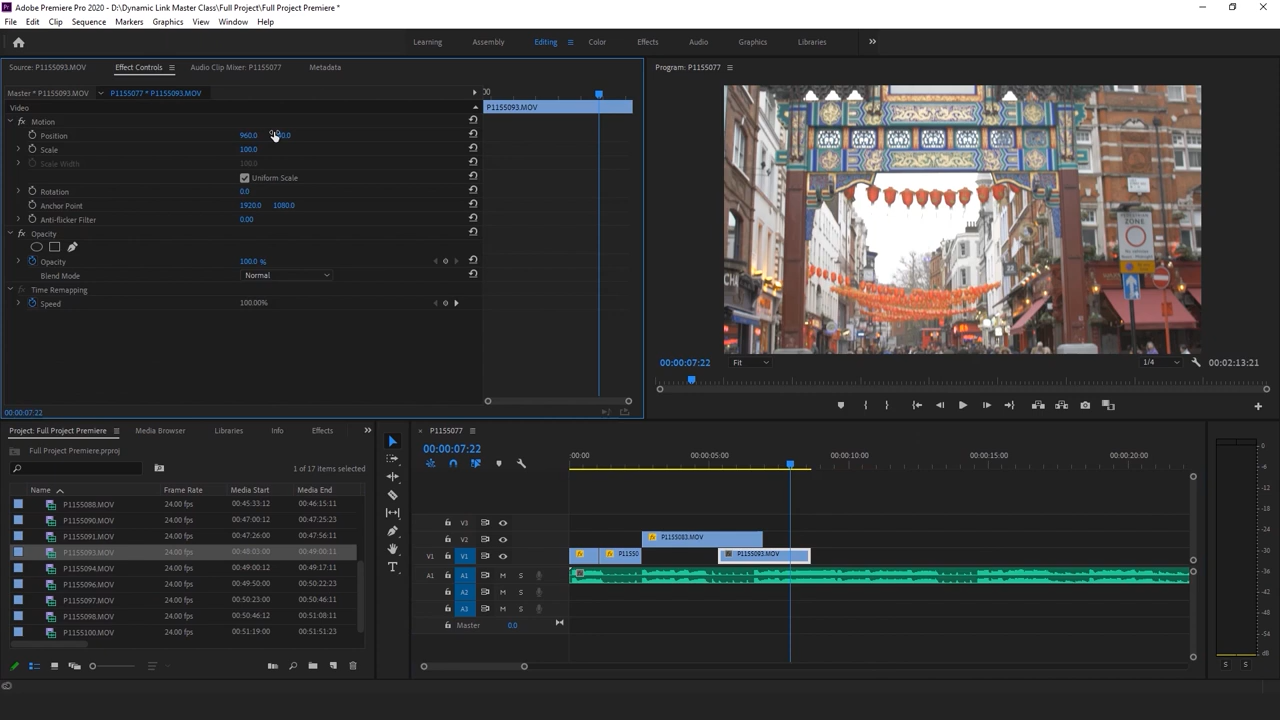 Adobe Premiere Pro 2020 - D:\Dynamic Link Master Class\Full Project\Full Project Premiere *
File Edit Clip Sequence Markers Graphics View Window Help
Learning Assembly Editing Effects Color Audio Graphics Libraries
Source: P1155093.MOV Effect Controls Audio Clip Mixer: P1155077 Metadata
Master * P1155093.MOV P1155077 * P1155093.MOV
:00
Video
P1155093.MOV
Motion
Position 960.0
Scale 100.0
Scale Width 100.0
Uniform Scale
Rotation 0.0
Anchor Point 1920.0 1080.0
Anti-flicker Filter 0.00
Opacity
Opacity 100.0 %
Blend Mode Normal
Time Remapping
Speed 100.00%
00:00:07:22
Program: P1155077
00:00:07:22 Fit 1/4 00:02:13:21
Project: Full Project Premiere Media Browser Libraries Info Effects
Full Project Premiere.prproj
1 of 17 items selected
Name Frame Rate Media Start Media End
P1155088.MOV 24.00 fps 00:45:33:12 00:46:15:11
P1155090.MOV 24.00 fps 00:47:00:12 00:47:25:23
P1155091.MOV 24.00 fps 00:47:26:00 00:47:56:11
P1155093.MOV 24.00 fps 00:48:03:00 00:49:00:11
P1155094.MOV 24.00 fps 00:49:00:12 00:49:11:23
P1155096.MOV 24.00 fps 00:49:50:00 00:50:22:23
P1155097.MOV 24.00 fps 00:50:23:00 00:50:46:11
P1155098.MOV 24.00 fps 00:50:46:12 00:51:08:11
P1155100.MOV 24.00 fps 00:51:19:00 00:51:51:23
P1155077
00:00:07:22
:00:00 00:00:05:00 00:00:10:00 00:00:15:00 00:00:20:00
V3
V2 P1155083.MOV
V1 V1 P11550 P1155093.MOV
A1 A1 M S
A2 M S
A3 M S
Master 0.0
0
-6
-12
-18
-24
-30
-36
-42
-48
-54
dB
S S